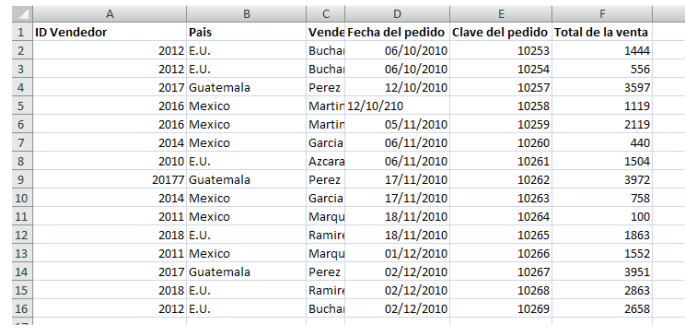 A B C D E F
1 ID Vendedor Pais Vende Fecha del pedido Clave del pedido Total de la venta
2 2012 E.U. Bucha 06/10/2010 10253 1444
3 2012 E.U. Bucha 06/10/2010 10254 556
4 2017 Guatemala Perez 12/10/2010 10257 3597
5 2016 Mexico Martin 12/10/210 10258 1119
6 2016 Mexico Martin 05/11/2010 10259 2119
7 2014 Mexico Garcia 06/11/2010 10260 440
8 2010 E.U. Azcara 06/11/2010 10261 1504
9 20177 Guatemala Perez 17/11/2010 10262 3972
10 2014 Mexico Garcia 17/11/2010 10263 758
11 2011 Mexico Marqu 18/11/2010 10264 100
12 2018 E.U. Ramire 18/11/2010 10265 1863
13 2011 Mexico Marqu 01/12/2010 10266 1552
14 2017 Guatemala Perez 02/12/2010 10267 3951
15 2018 E.U. Ramire 02/12/2010 10268 2863
16 2012 E.U. Bucha 02/12/2010 10269 2658